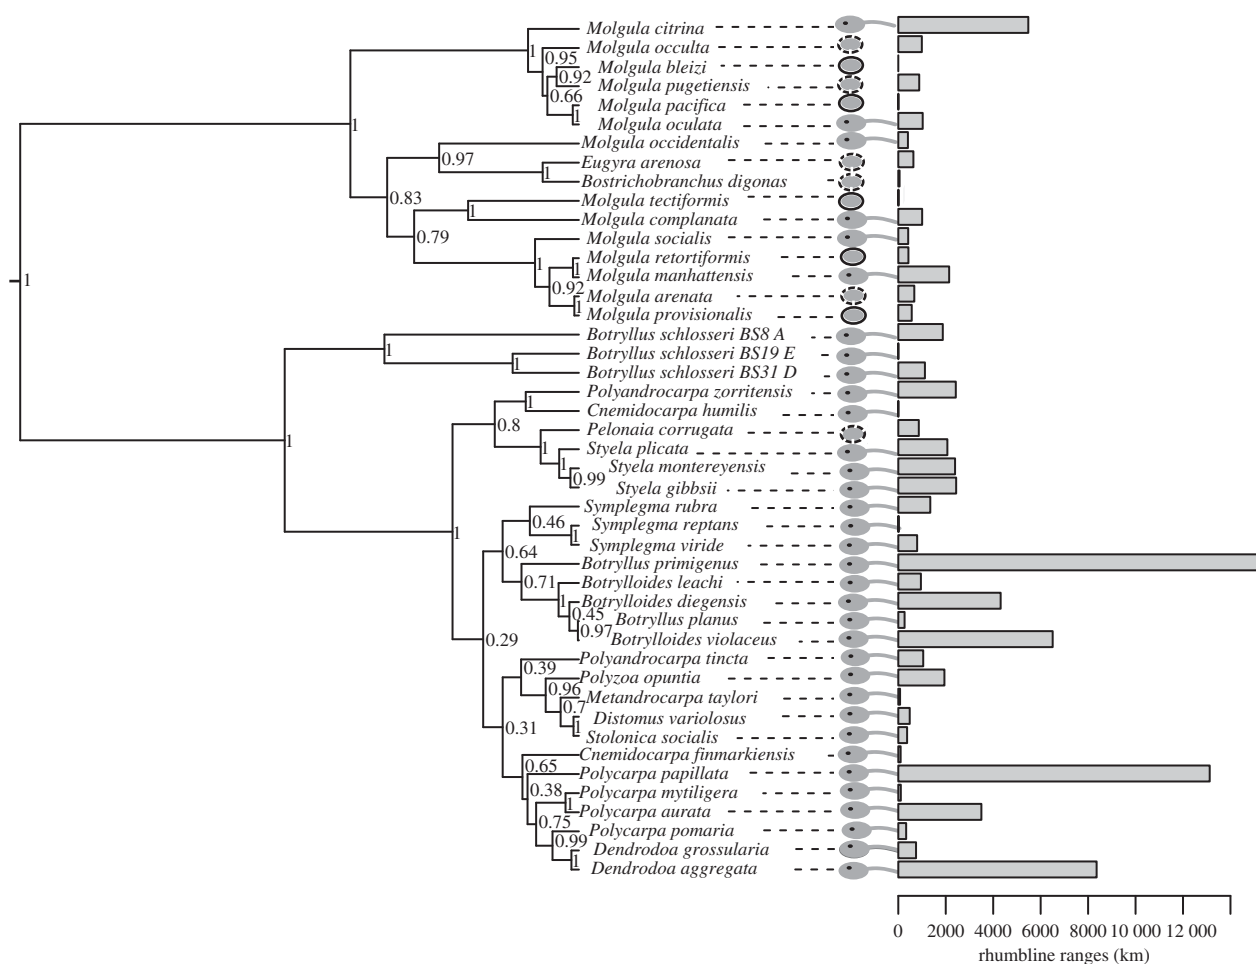 Molgula citrina
1
Molgula occulta
0.95
Molgula bleizi
0.92
Molgula pugetiensis
0.66
Molgula pacifica
1
Molgula oculata
1
Molgula occidentalis
0.97
Eugyra arenosa
1
Bostrichobranchus digonas
0.83
Molgula tectiformis
1
Molgula complanata
0.79
Molgula socialis
1
Molgula retortiformis
1
Molgula manhattensis
0.92
Molgula arenata
1
Molgula provisionalis
1
Botryllus schlosseri BS8 A
1
Botryllus schlosseri BS19 E
1
Botryllus schlosseri BS31 D
Polyandrocarpa zorritensis
1
Cnemidocarpa humilis
0.8
Pelonaia corrugata
1
1
Styela plicata
1
Styela montereyensis
0.99
Styela gibbsii
Symplegma rubra
0.46
Symplegma reptans
1
1
Symplegma viride
0.64
Botryllus primigenus
0.71
Botrylloides leachi
1
Botrylloides diegensis
0.45
Botryllus planus
0.97
Botrylloides violaceus
0.29
Polyandrocarpa tincta
0.39
Polyzoa opuntia
0.96
Metandrocarpa taylori
0.7
Distomus variolosus
1
0.31
Stolonica socialis
Cnemidocarpa finmarkiensis
0.65
Polycarpa papillata
0.38
Polycarpa mytiligera
1
Polycarpa aurata
0.75
Polycarpa pomaria
0.99
Dendrodoa grossularia
1
Dendrodoa aggregata
0 2000 4000 6000 8000 10 000 12 000
rhumbline ranges (km)